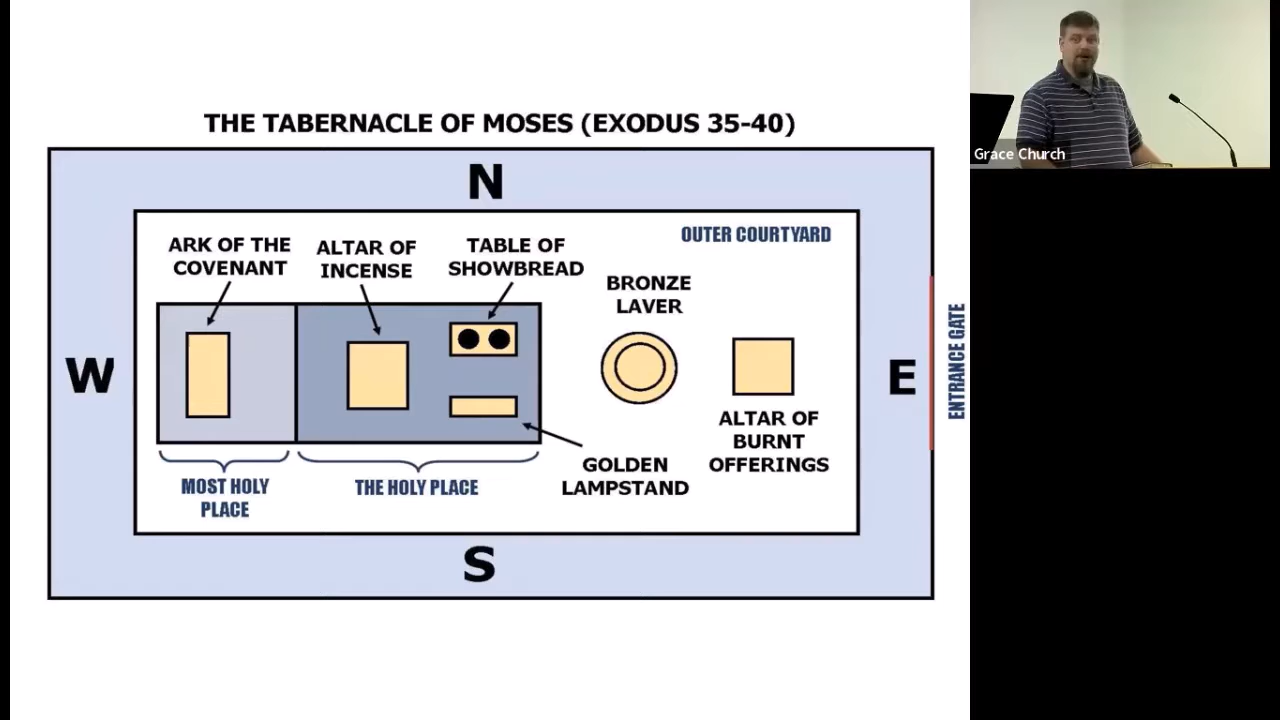 THE TABERNACLE OF MOSES (EXODUS 35-40)
Grace Church
N
OUTER COURTYARD
ARK OF THE
COVENANT
ALTAR OF
INCENSE
TABLE OF
SHOWBREAD
BRONZE
LAVER
W
E
ENTRANCE GATE
ALTAR OF
BURNT
OFFERINGS
GOLDEN
LAMPSTAND
MOST HOLY
PLACE
THE HOLY PLACE
S